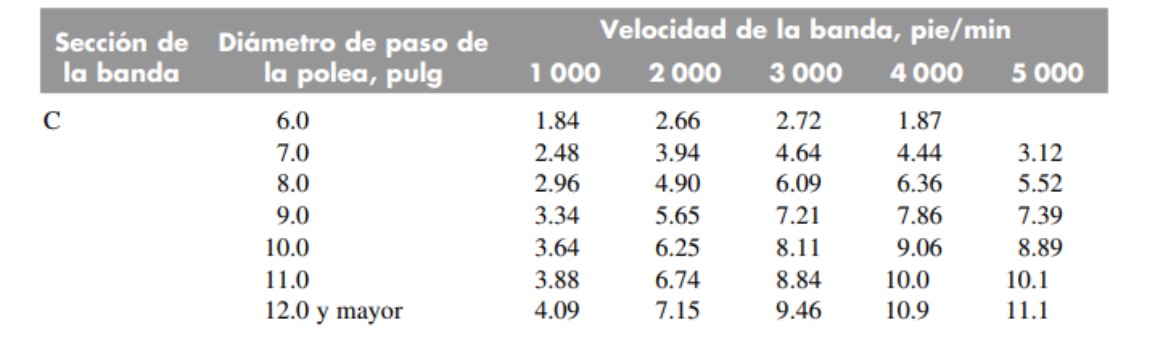 Sección de la banda Diámetro de paso de la polea, pulg Velocidad de la banda, pie/min
1 000 2 000 3 000 4 000 5 000
C 6.0 1.84 2.66 2.72 1.87
7.0 2.48 3.94 4.64 4.44 3.12
8.0 2.96 4.90 6.09 6.36 5.52
9.0 3.34 5.65 7.21 7.86 7.39
10.0 3.64 6.25 8.11 9.06 8.89
11.0 3.88 6.74 8.84 10.0 10.1
12.0 y mayor 4.09 7.15 9.46 10.9 11.1